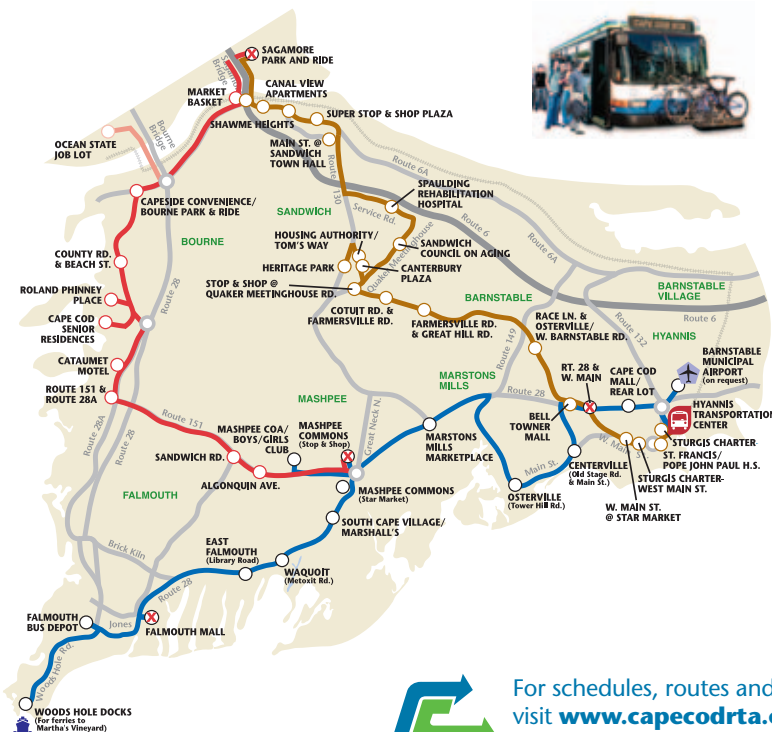 SAGAMORE
PARK AND RIDE
Sagamore
Bridge
CANAL VIEW
APARTMENTS
MARKET
BASKET
SHAWME HEIGHTS
SUPER STOP & SHOP PLAZA
Bourne
Bridge
OCEAN STATE
JOB LOT
MAIN ST. @
SANDWICH
TOWN HALL
Route 6A
Route 130
CAPESIDE CONVENIENCE/
BOURNE PARK & RIDE
SPAULDING
REHABILITATION
HOSPITAL
SANDWICH
Service Rd.
Route 6
Route 6A
BOURNE
HOUSING AUTHORITY/
TOM'S WAY
Quaker Meetinghouse
SANDWICH
COUNCIL ON AGING
COUNTY RD.
& BEACH ST.
HERITAGE PARK
CANTERBURY
PLAZA
STOP & SHOP @
QUAKER MEETINGHOUSE RD.
Route 28
ROLAND PHINNEY
PLACE
BARNSTABLE
BARNSTABLE
VILLAGE
CAPE COD
SENIOR
RESIDENCES
COTUIT RD. &
FARMERSVILLE RD.
FARMERSVILLE RD.
& GREAT HILL RD.
Route 149
RACE LN. &
OSTERVILLE/
W. BARNSTABLE RD.
Route 132
Route 6
HYANNIS
BARNSTABLE
MUNICIPAL
AIRPORT
(on request)
CATAUMET
MOTEL
MARSTONS
MILLS
RT. 28 &
W. MAIN
CAPE COD
MALL/
REAR LOT
ROUTE 151 &
ROUTE 28A
MASHPEE
Route 28
HYANNIS
TRANSPORTATION
CENTER
Route 28A
Route 28
Route 151
MASHPEE COA/
BOYS/GIRLS
CLUB
MASHPEE
COMMONS
(Stop & Shop)
Great Neck N.
MARSTONS
MILLS
MARKETPLACE
BELL
TOWNER
MALL
W. Main St.
STURGIS CHARTER-
ST. FRANCIS/
POPE JOHN PAUL H.S.
SANDWICH RD.
Main St.
CENTERVILLE
(Old Stage Rd.
& Main St.)
STURGIS CHARTER-
WEST MAIN ST.
ALGONQUIN AVE.
FALMOUTH
MASHPEE COMMONS
(Star Market)
OSTERVILLE
(Tower Hill Rd.)
W. MAIN ST.
@ STAR MARKET
SOUTH CAPE VILLAGE/
MARSHALL'S
Brick Kiln
EAST
FALMOUTH
(Library Road)
Route 28
WAQUOIT
(Metoxit Rd.)
FALMOUTH
BUS DEPOT
Jones
FALMOUTH MALL
Woods Hole Rd.
WOODS HOLE DOCKS
(For ferries to
Martha's Vineyard)
For schedules, routes and
visit www.capecodrta.